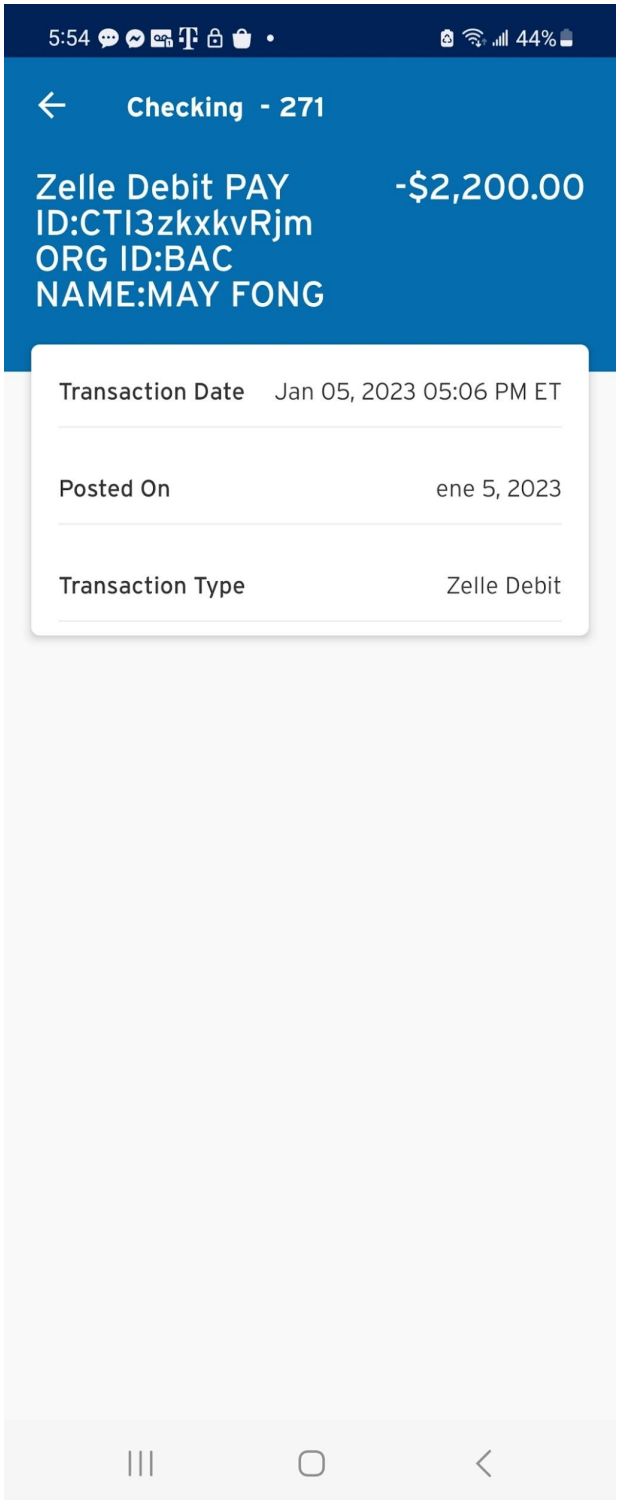 5:54 44%
Checking - 271
Zelle Debit PAY -$2,200.00
ID:CTI3zkxkvRjm
ORG ID:BAC
NAME:MAY FONG
Transaction Date Jan 05, 2023 05:06 PM ET
Posted On ene 5, 2023
Transaction Type Zelle Debit